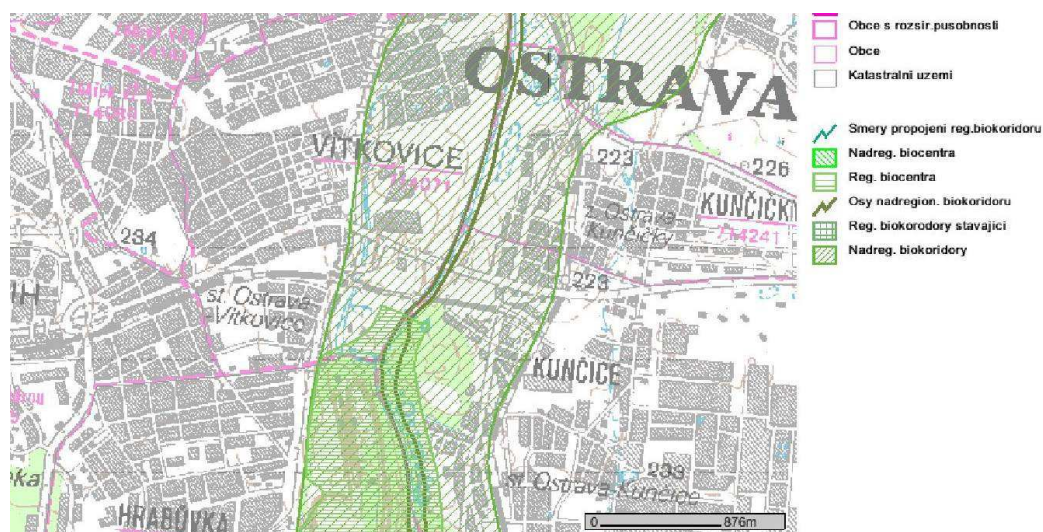 OSTRAVA
VÍTKOVICE
714071
223
226
KUNČIČK
714241
z. Ostrava-
Kunčičky
234
223
st. Ostrava-
Vítkovice
KUNČICE
233
st. Ostrava-Kunčice
HRABŮVKA
0 876m
Obce s rozsir.pusobnosti
Obce
Katastralni uzemi
Smery propojeni reg.biokoridoru
Nadreg. biocentra
Reg. biocentra
Osy nadregion. biokoridoru
Reg. biokorodory stavajici
Nadreg. biokoridory